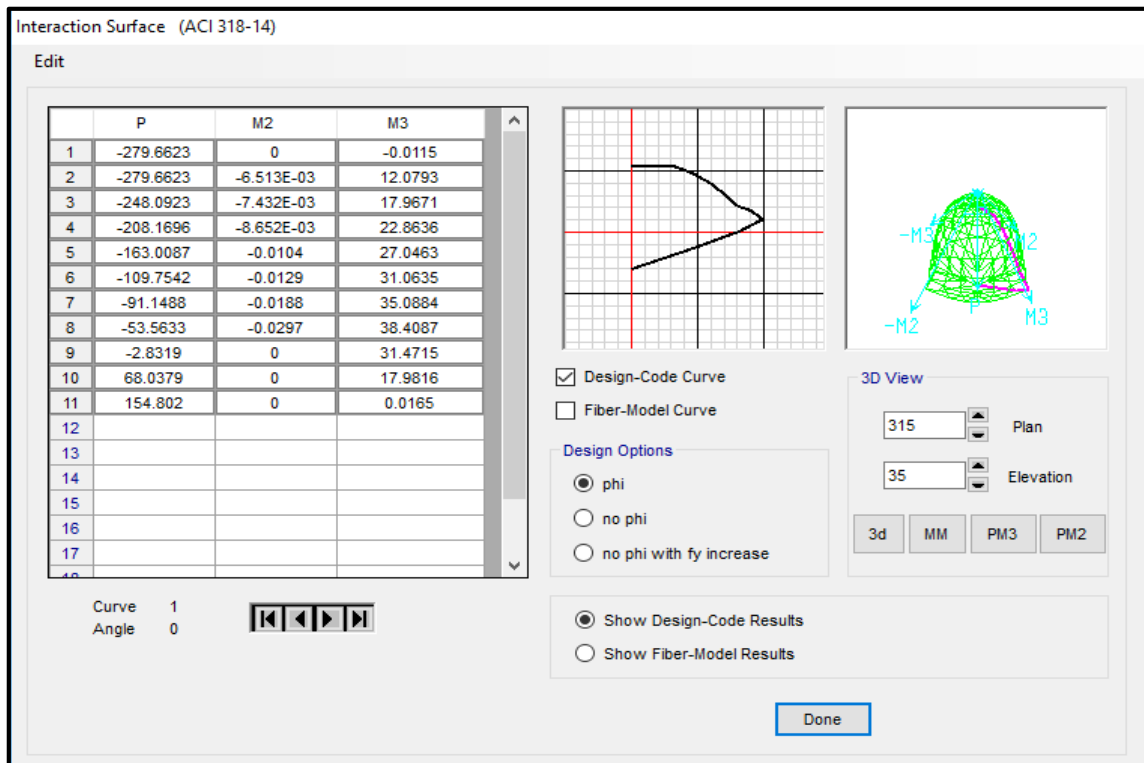 Interaction Surface (ACI 318-14)
Edit
P M2 M3
1 -279.6623 0 -0.0115
2 -279.6623 -6.513E-03 12.0793
3 -248.0923 -7.432E-03 17.9671
4 -208.1696 -8.652E-03 22.8636
5 -163.0087 -0.0104 27.0463
6 -109.7542 -0.0129 31.0635
7 -91.1488 -0.0188 35.0884
8 -53.5633 -0.0297 38.4087
9 -2.8319 0 31.4715
10 68.0379 0 17.9816
11 154.802 0 0.0165
12
13
14
15
16
17
18
Curve 1
Angle 0
-M3
M2
P
-M2
M3
Design-Code Curve
Fiber-Model Curve
Design Options
phi
no phi
no phi with fy increase
3D View
315 Plan
35 Elevation
3d MM PM3 PM2
Show Design-Code Results
Show Fiber-Model Results
Done